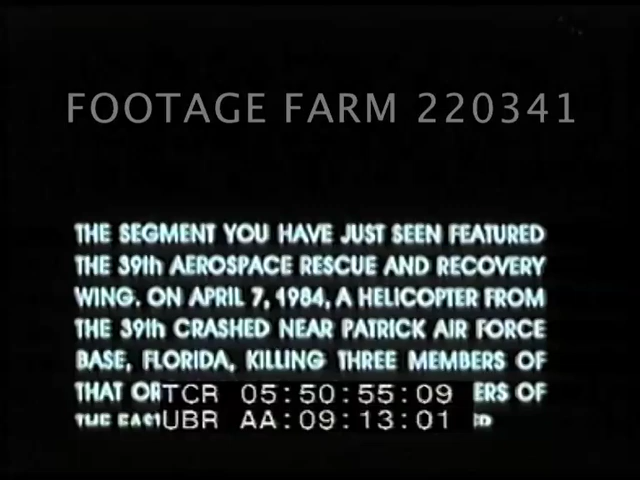 FOOTAGE FARM 220341
THE SEGMENT YOU HAVE JUST SEEN FEATURED
THE 39th AEROSPACE RESCUE AND RECOVERY
WING. ON APRIL 7, 1984, A HELICOPTER FROM
THE 39th CRASHED NEAR PATRICK AIR FORCE
BASE, FLORIDA, KILLING THREE MEMBERS OF
THAT OF
TCR 05:50:55:09
UBR AA:09:13:01